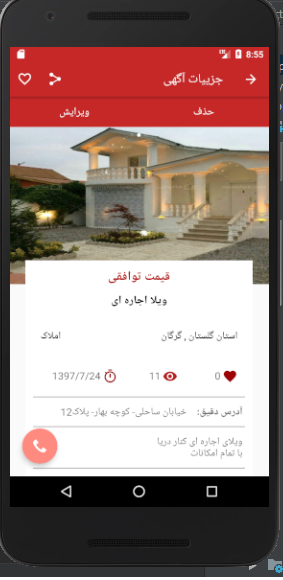 8:55
جزییات آگهی
حذف
ویرایش
قیمت توافقی
ویلا اجاره ای
استان گلستان , گرگان
املاک
0
11
1397/7/24
آدرس دقیق: خیابان ساحلی- کوچه بهار- پلاک12
ویلای اجاره ای کنار دریا
با تمام امکانات